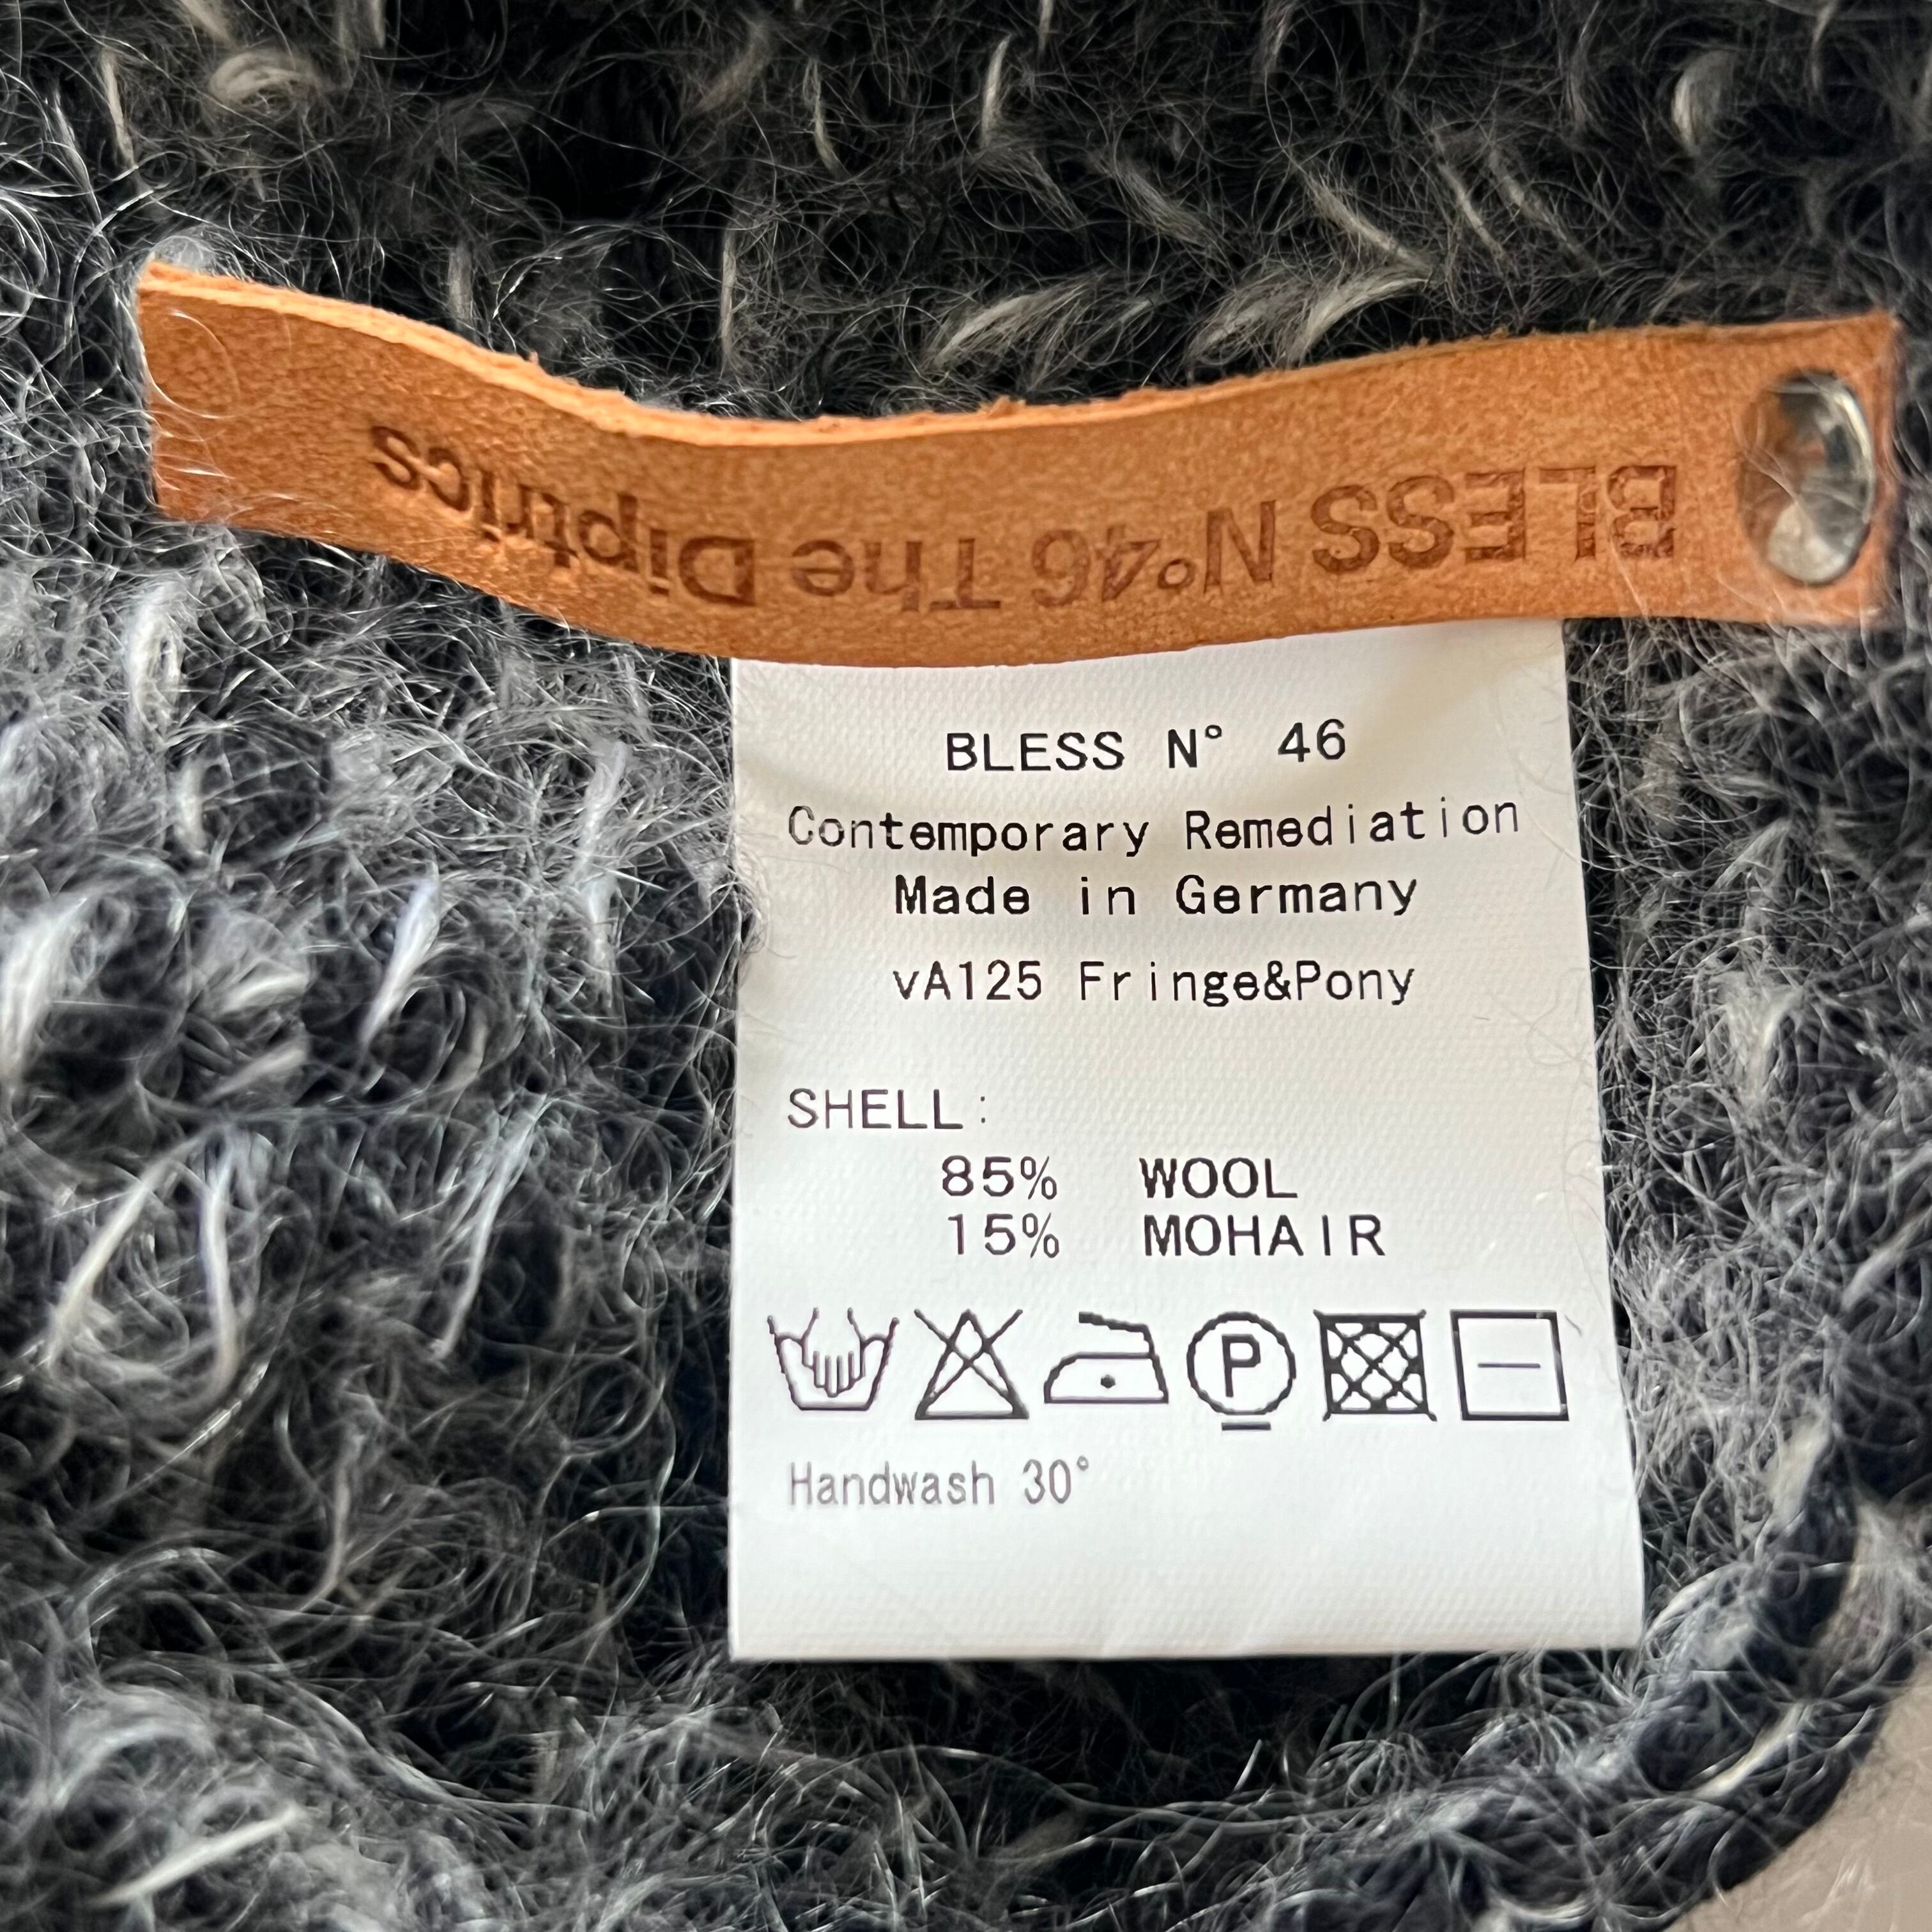 BLESS N°46 The Diptrics
BLESS N° 46
Contemporary Remediation
Made in Germany
vA125 Fringe&Pony
SHELL:
85% WOOL
15% MOHAIR
P
Handwash 30°